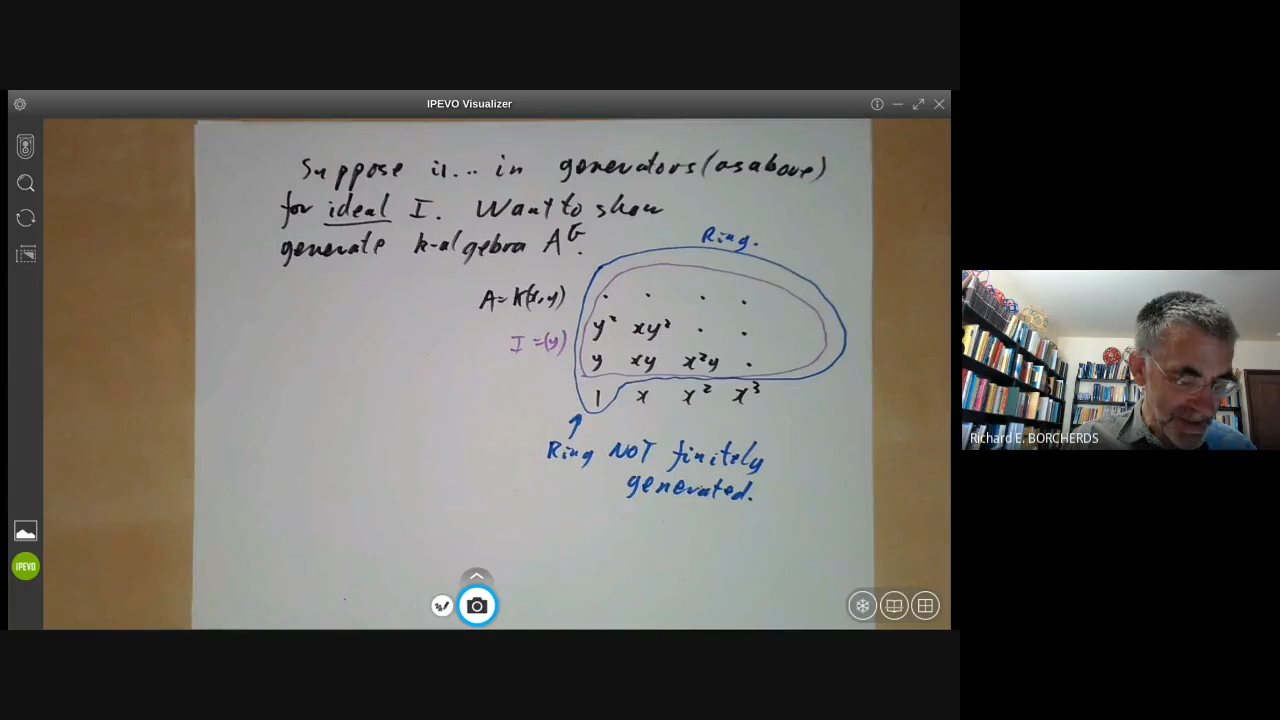 IPEVO Visualizer
Suppose i1... in generators (as above)
for ideal I. Want to show
generate k-algebra A^G.
Ring.
A = k[x,y]
y² xy²
I = (y)
y xy x²y
1 x x² x³
Ring NOT finitely
generated.
IPEVO
Richard E. BORCHERDS